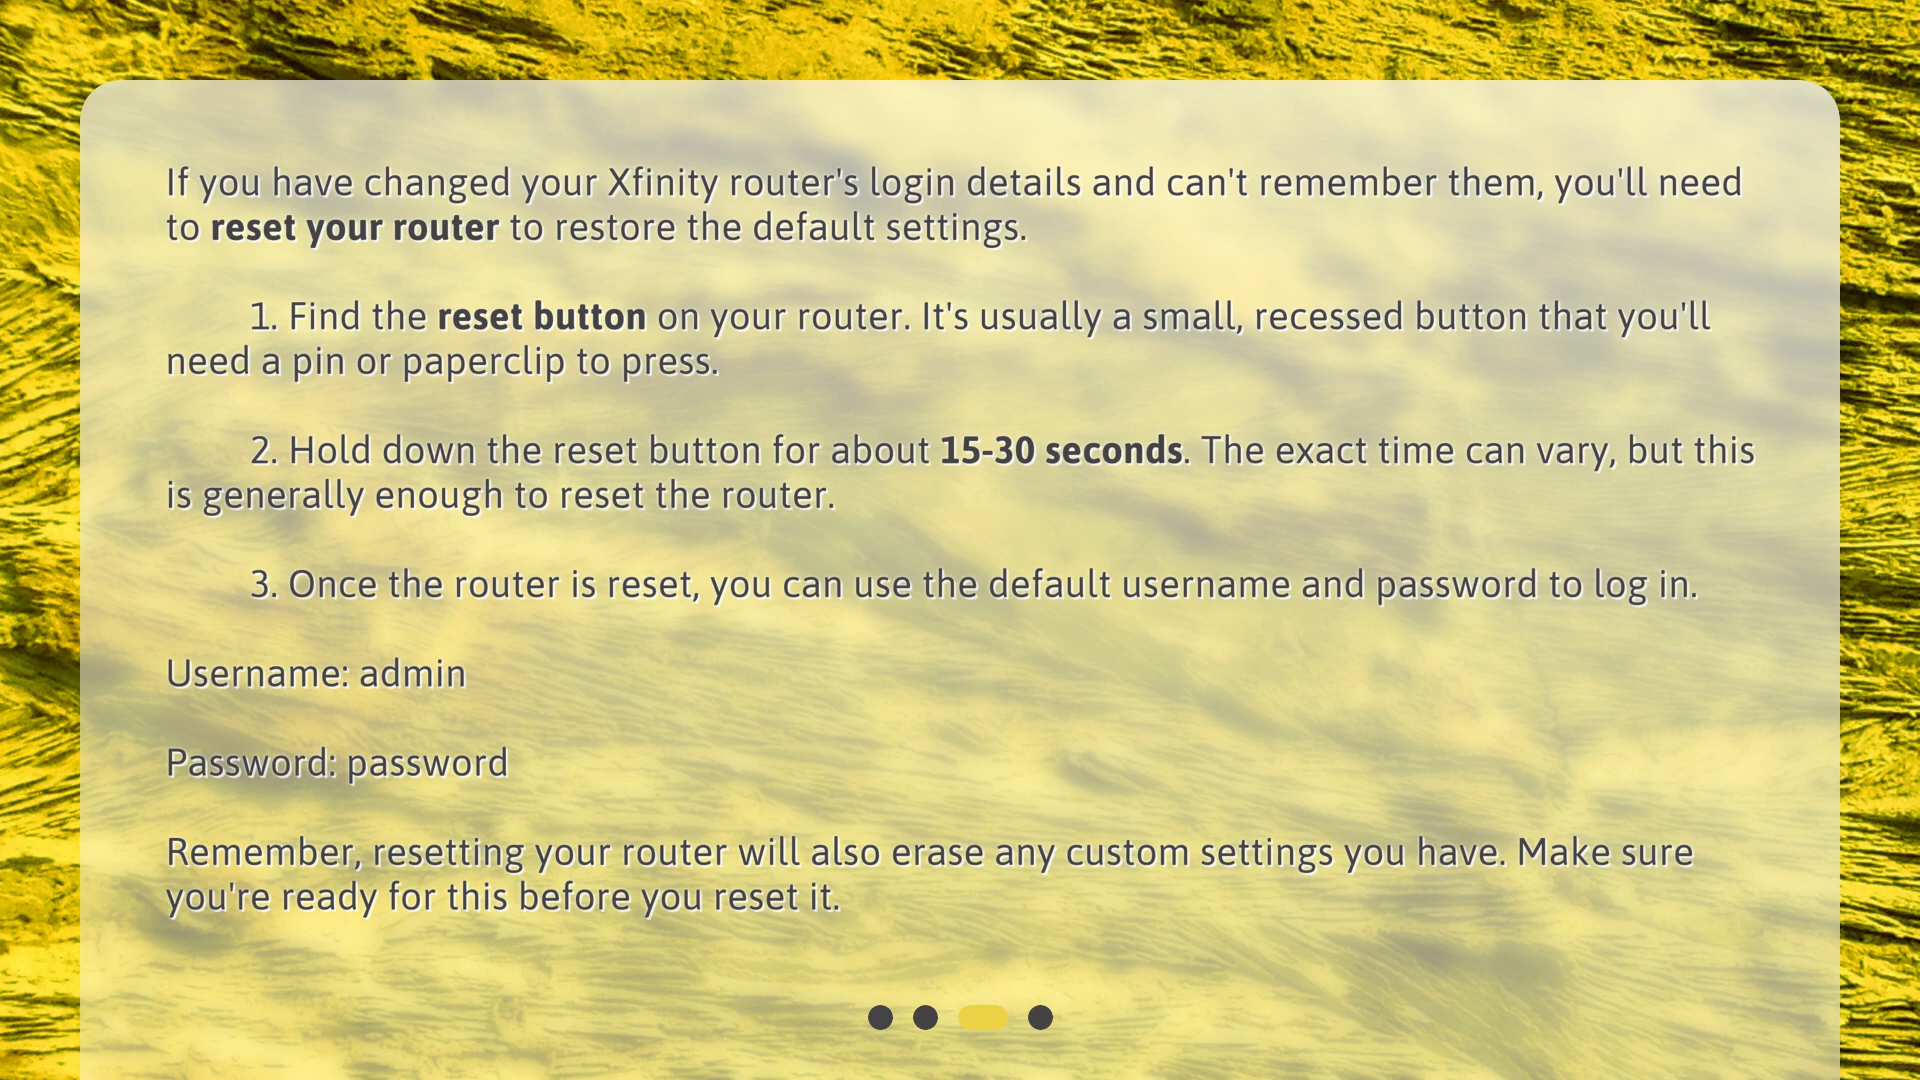 If you have changed your Xfinity router's login details and can't remember them, you'll need
to reset your router to restore the default settings.
1. Find the reset button on your router. It's usually a small, recessed button that you'll
need a pin or paperclip to press.
2. Hold down the reset button for about 15-30 seconds. The exact time can vary, but this
is generally enough to reset the router.
3. Once the router is reset, you can use the default username and password to log in.
Username: admin
Password: password
Remember, resetting your router will also erase any custom settings you have. Make sure
you're ready for this before you reset it.